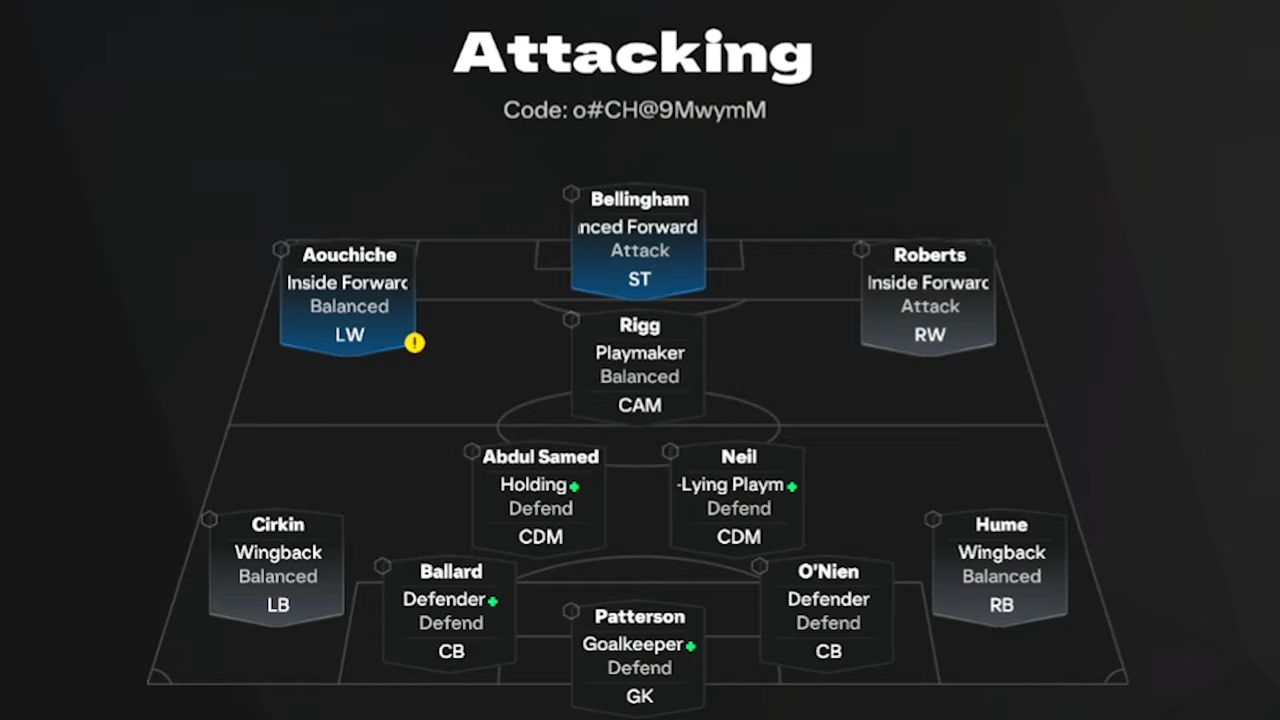 Attacking
Code: o#CH@9MwymM
Bellingham
nced Forward
Attack
ST
Aouchiche
Inside Forward
Balanced
LW
!
Roberts
Inside Forward
Attack
RW
Rigg
Playmaker
Balanced
CAM
Abdul Samed
Holding
Defend
CDM
Neil
-Lying Playm
Defend
CDM
Cirkin
Wingback
Balanced
LB
Hume
Wingback
Balanced
RB
Ballard
Defender
Defend
CB
O'Nien
Defender
Defend
CB
Patterson
Goalkeeper
Defend
GK